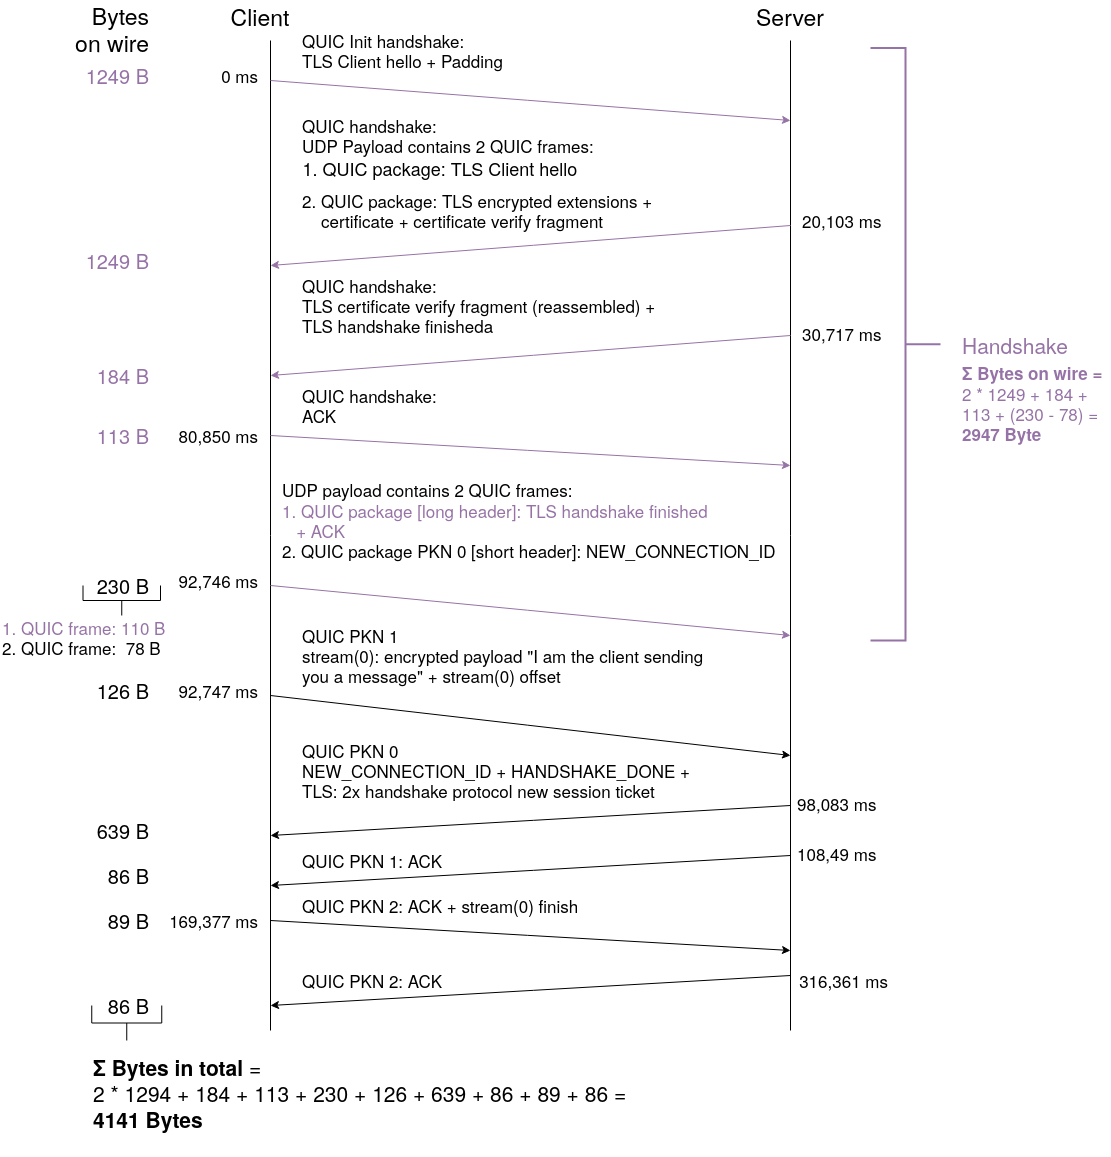 Bytes
on wire
Client
Server
QUIC Init handshake:
TLS Client hello + Padding
1249 B
0 ms
QUIC handshake:
UDP Payload contains 2 QUIC frames:
1. QUIC package: TLS Client hello
2. QUIC package: TLS encrypted extensions +
certificate + certificate verify fragment
20,103 ms
1249 B
QUIC handshake:
TLS certificate verify fragment (reassembled) +
TLS handshake finisheda
30,717 ms
184 B
QUIC handshake:
ACK
113 B
80,850 ms
Handshake
Σ Bytes on wire =
2 * 1249 + 184 +
113 + (230 - 78) =
2947 Byte
UDP payload contains 2 QUIC frames:
1. QUIC package [long header]: TLS handshake finished
+ ACK
2. QUIC package PKN 0 [short header]: NEW_CONNECTION_ID
230 B
92,746 ms
1. QUIC frame: 110 B
2. QUIC frame: 78 B
QUIC PKN 1
stream(0): encrypted payload "I am the client sending
you a message" + stream(0) offset
126 B
92,747 ms
QUIC PKN 0
NEW_CONNECTION_ID + HANDSHAKE_DONE +
TLS: 2x handshake protocol new session ticket
98,083 ms
639 B
QUIC PKN 1: ACK
108,49 ms
86 B
QUIC PKN 2: ACK + stream(0) finish
89 B
169,377 ms
QUIC PKN 2: ACK
316,361 ms
86 B
Σ Bytes in total =
2 * 1294 + 184 + 113 + 230 + 126 + 639 + 86 + 89 + 86 =
4141 Bytes